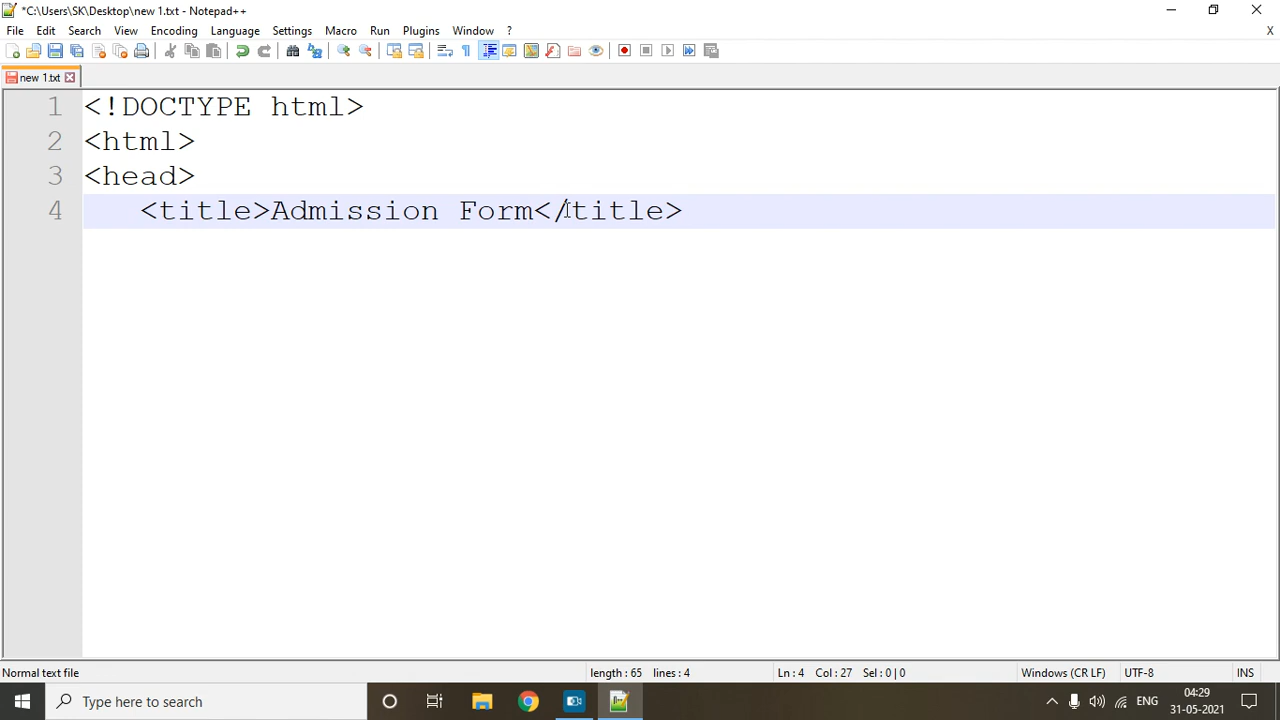 *C:\Users\SK\Desktop\new 1.txt - Notepad++
File Edit Search View Encoding Language Settings Macro Run Plugins Window ? X
new 1.txt
1 <!DOCTYPE html>
2 <html>
3 <head>
4 <title>Admission Form</title>
Normal text file length : 65 lines : 4 Ln : 4 Col : 27 Sel : 0 | 0 Windows (CR LF) UTF-8 INS
Type here to search ENG 04:29
31-05-2021